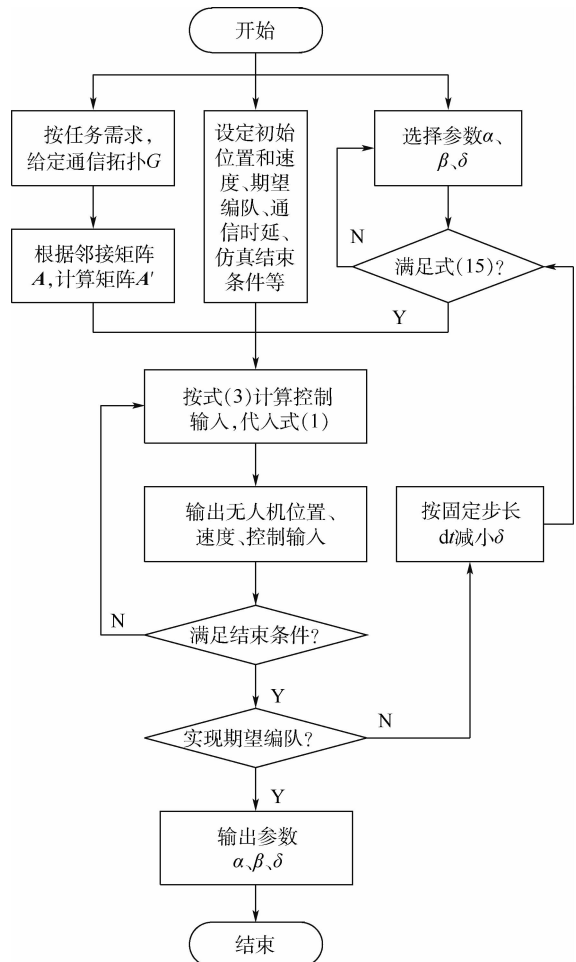 开始
按任务需求，
给定通信拓扑G
根据邻接矩阵
A，计算矩阵A′
设定初始
位置和速
度、期望
编队、通
信时延、
仿真结束
条件等
选择参数α、
β、δ
N
满足式(15)？
Y
按式(3)计算控制
输入，代入式(1)
输出无人机位置、
速度、控制输入
按固定步长
dt减小δ
N
满足结束条件？
Y
N
实现期望编队？
Y
输出参数
α、β、δ
结束